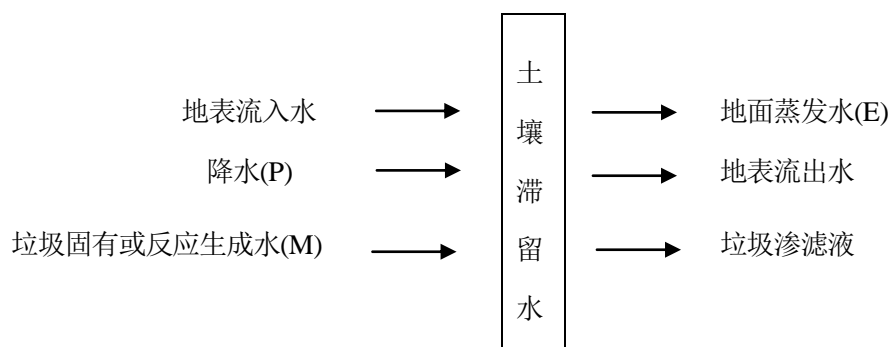 地表流入水
降水(P)
垃圾固有或反应生成水(M)
土
壤
滞
留
水
地面蒸发水(E)
地表流出水
垃圾渗滤液